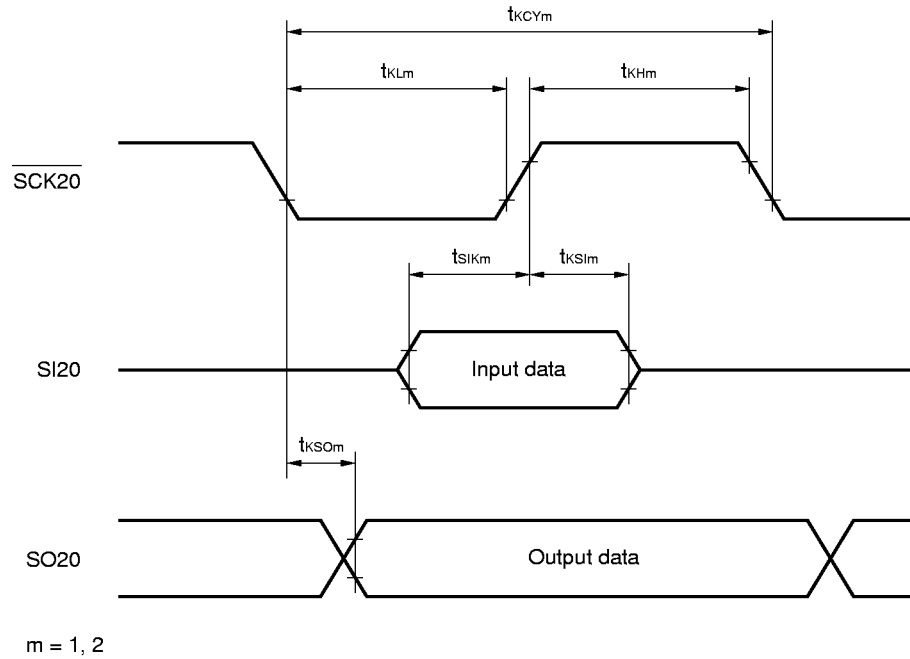 tKCYm
tKLm
tKHm
SCK20
tSIKm
tKSIm
SI20
Input data
tKSOm
SO20
Output data
m = 1, 2